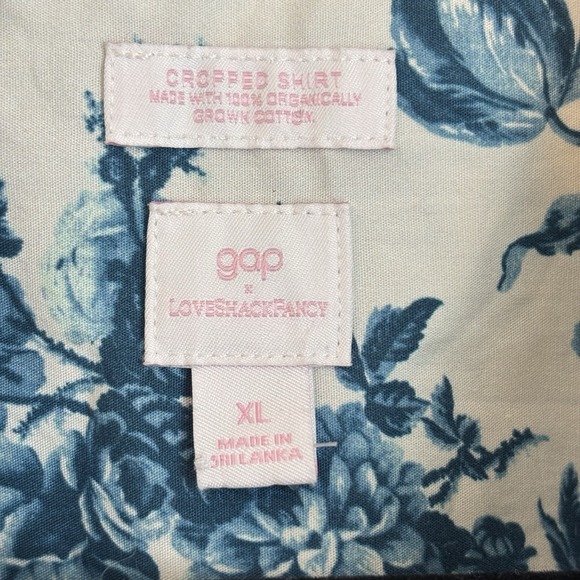 CROPPED SHIRT
MADE WITH 100% ORGANICALLY
GROWN COTTON.
gap
x
LOVESHACKFANCY
XL
MADE IN
SRI LANKA